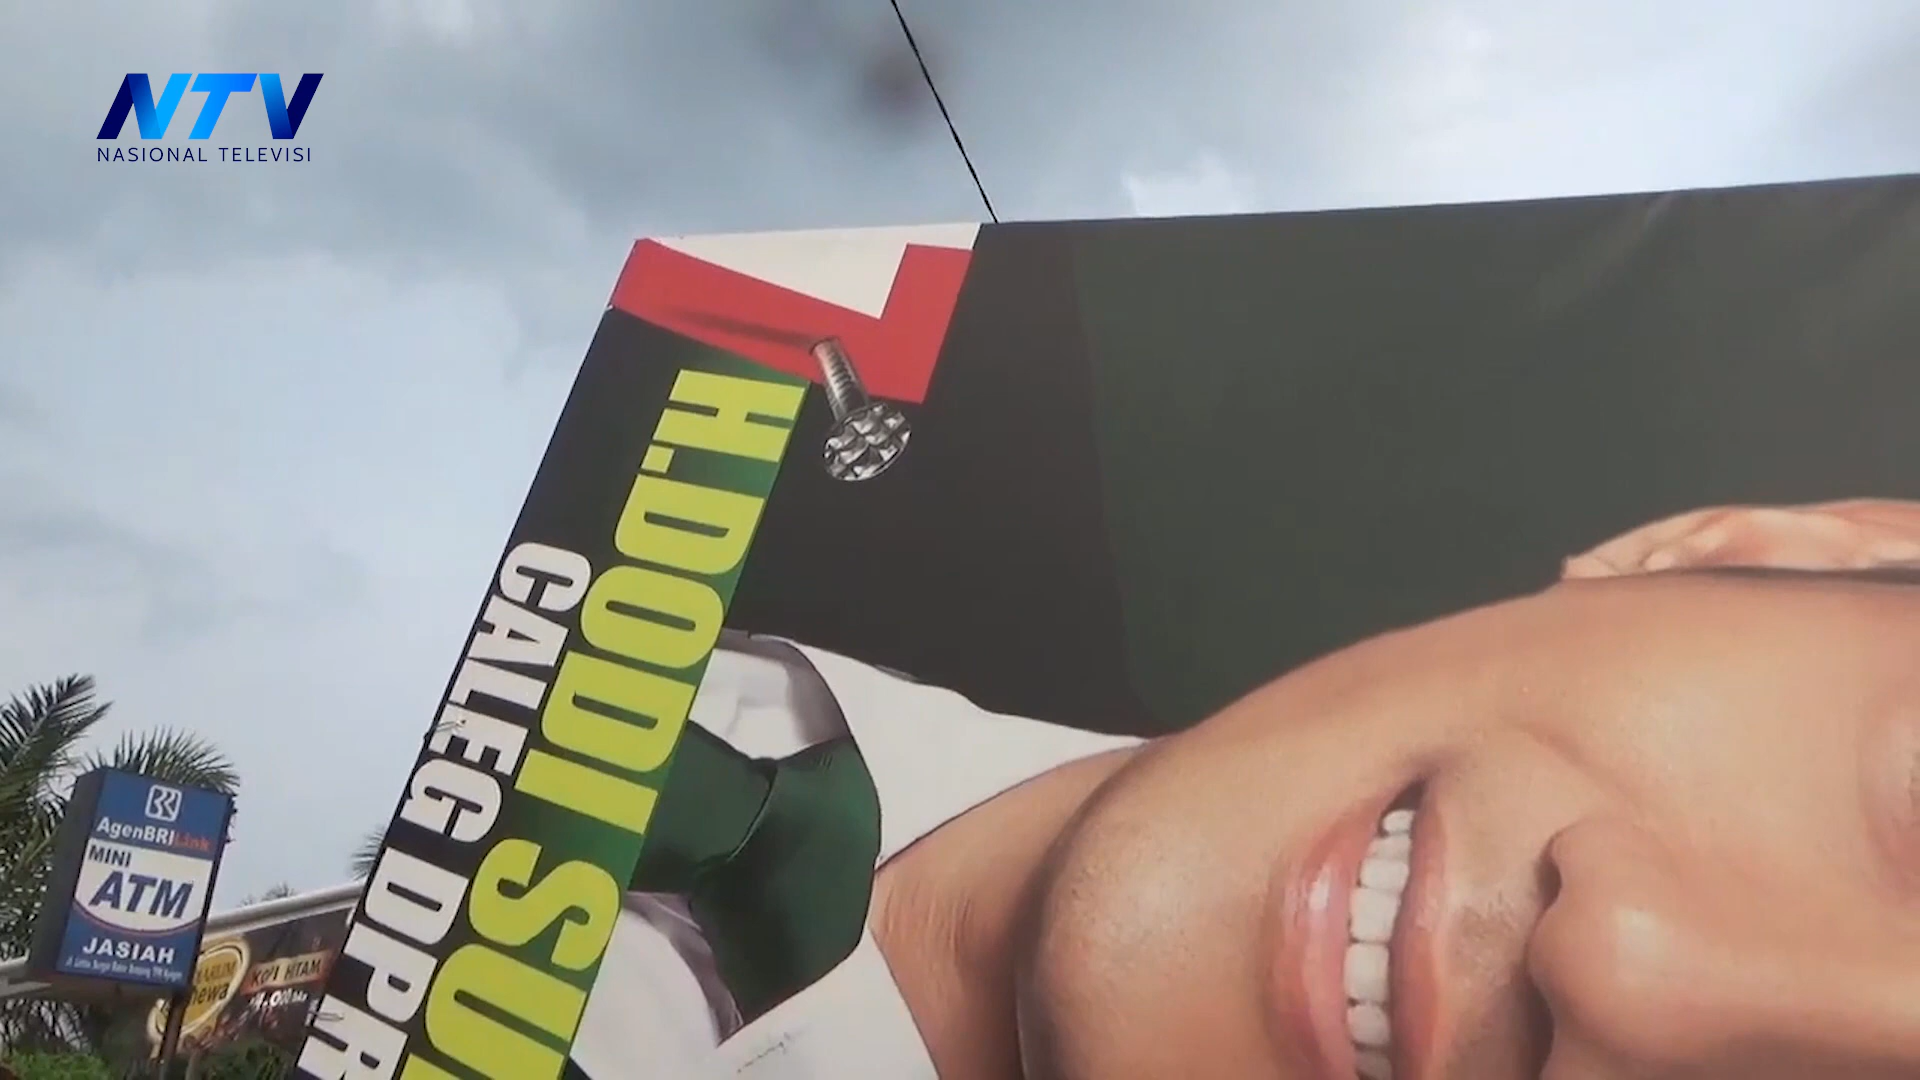 NTV
NASIONAL TELEVISI
H.DODI SU
CALEG DPR
AgenBRILink
MINI
ATM
JASIAH
KOPI HITAM